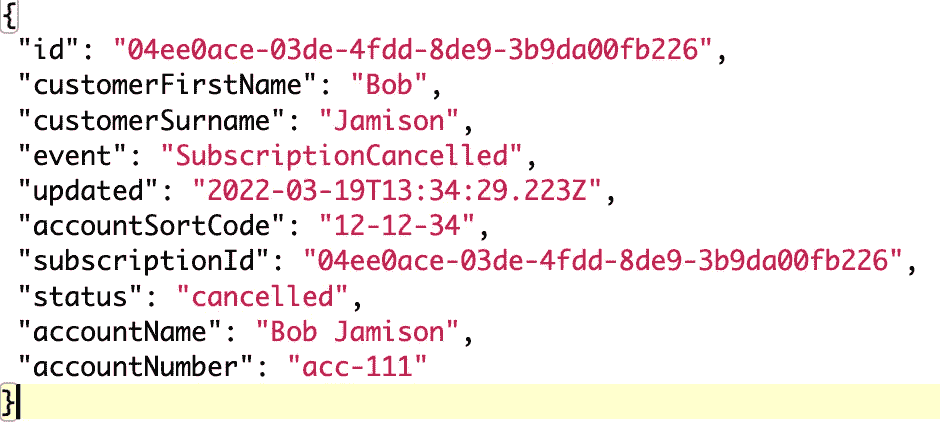 {
"id": "04ee0ace-03de-4fdd-8de9-3b9da00fb226",
"customerFirstName": "Bob",
"customerSurname": "Jamison",
"event": "SubscriptionCancelled",
"updated": "2022-03-19T13:34:29.223Z",
"accountSortCode": "12-12-34",
"subscriptionId": "04ee0ace-03de-4fdd-8de9-3b9da00fb226",
"status": "cancelled",
"accountName": "Bob Jamison",
"accountNumber": "acc-111"
}